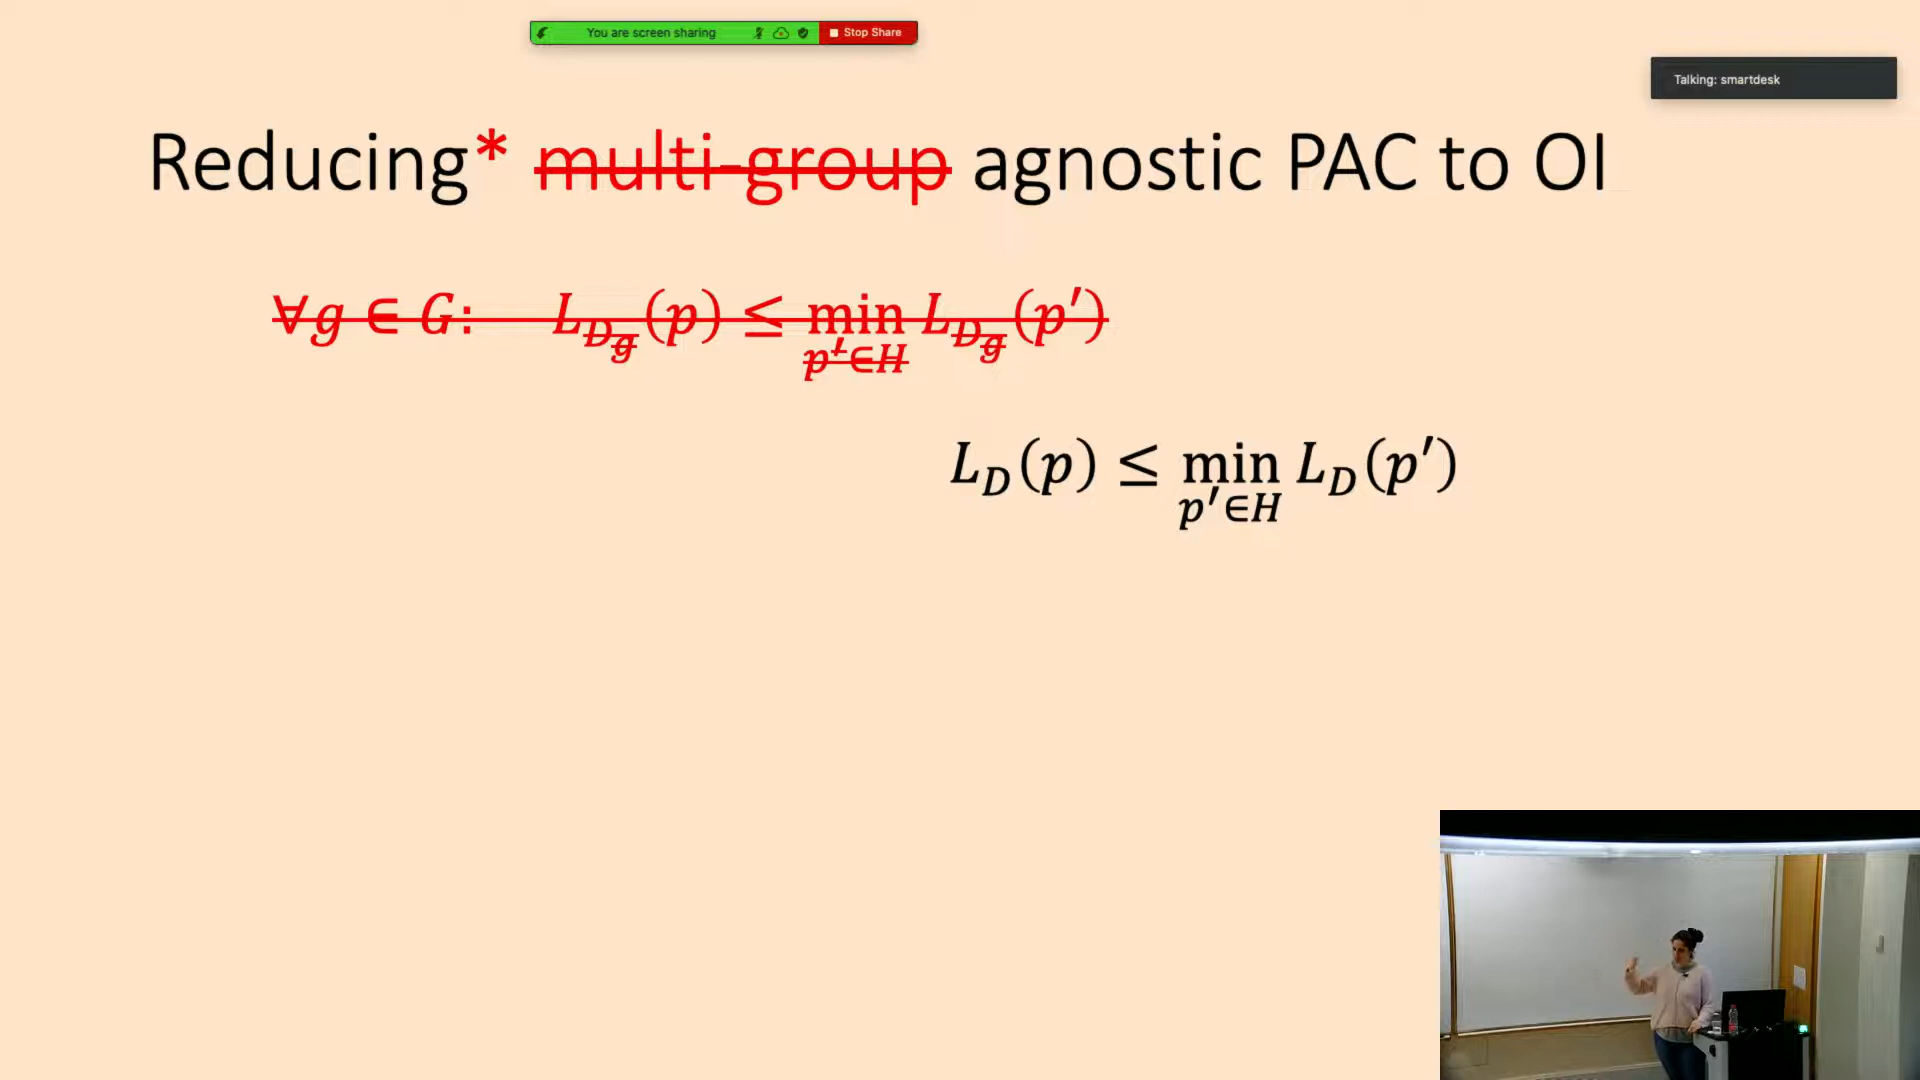 You are screen sharing Stop Share
Talking: smartdesk
Reducing* multi-group agnostic PAC to OI
∀g ∈ G: L_{D_g}(p) ≤ min_{p′∈H} L_{D_g}(p′)
L_D(p) ≤ min_{p′∈H} L_D(p′)